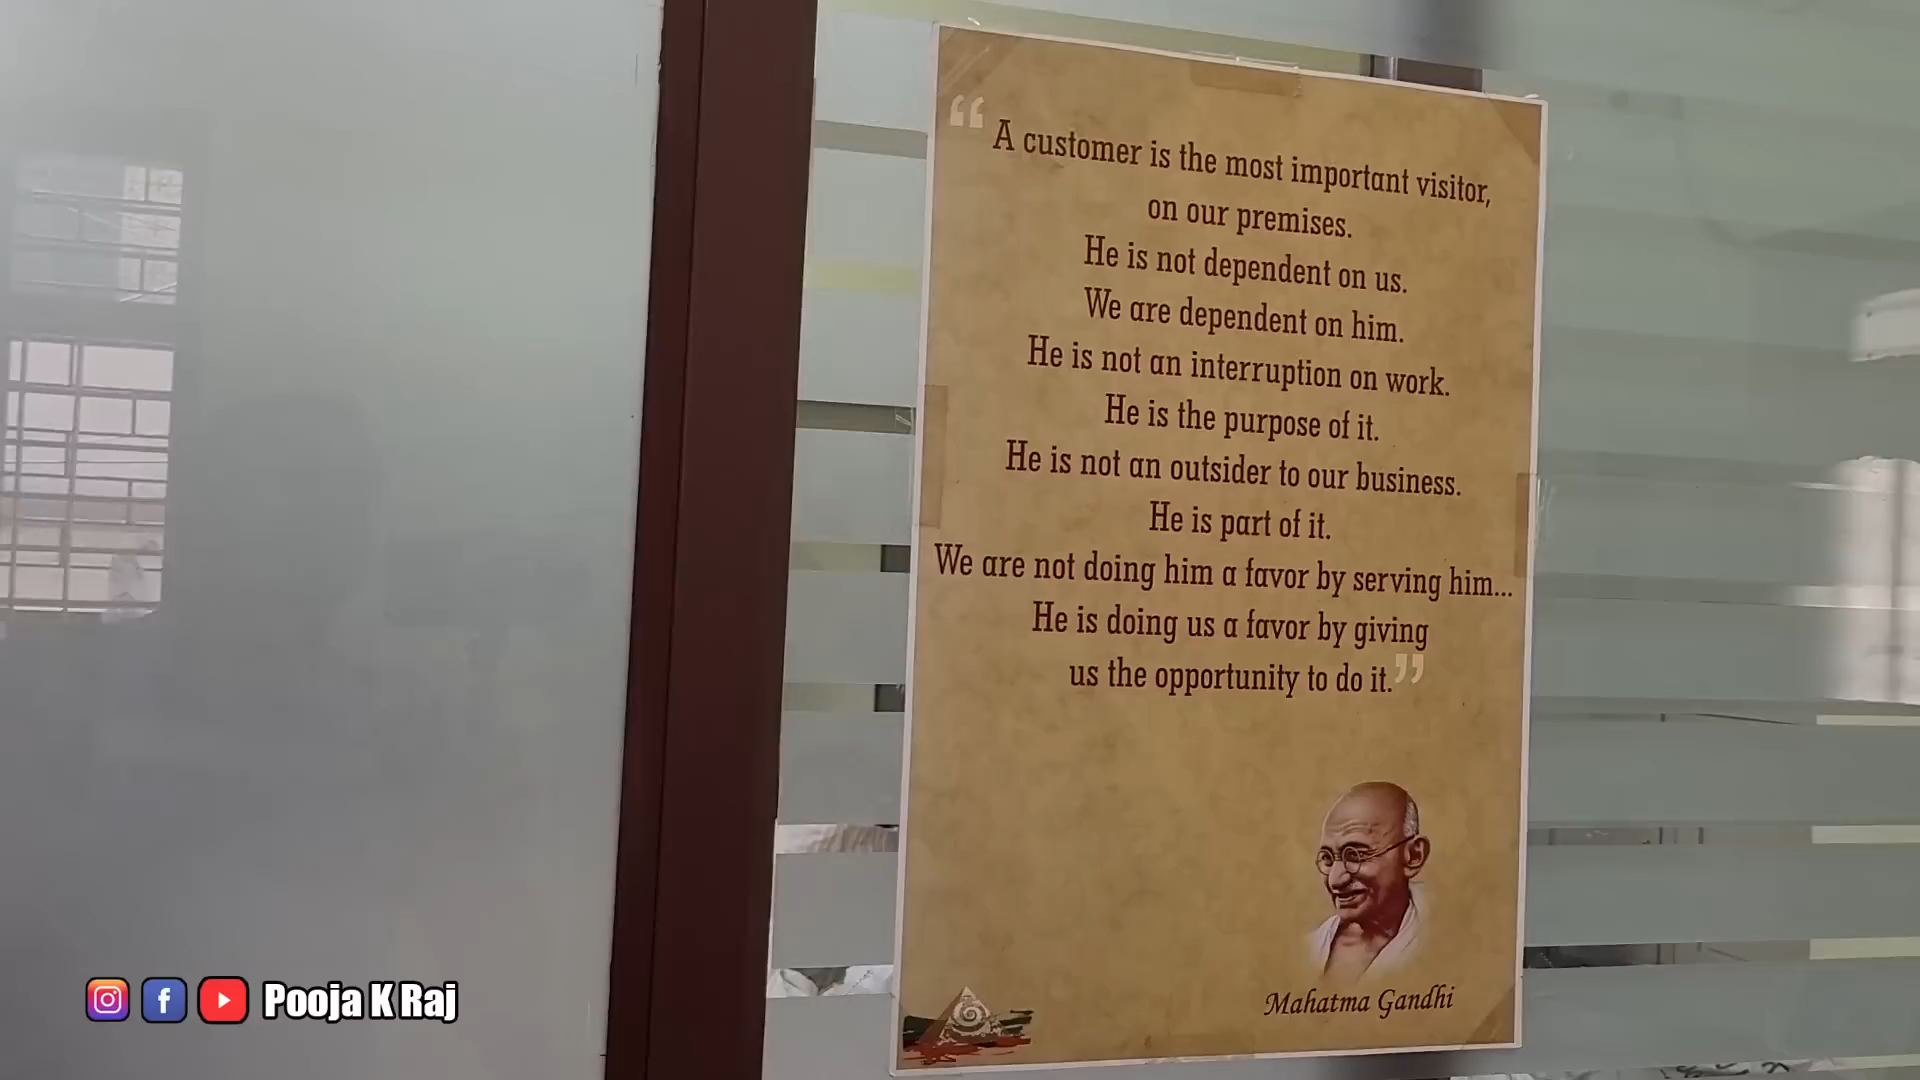 “ A customer is the most important visitor,
on our premises.
He is not dependent on us.
We are dependent on him.
He is not an interruption on work.
He is the purpose of it.
He is not an outsider to our business.
He is part of it.
We are not doing him a favor by serving him...
He is doing us a favor by giving
us the opportunity to do it.”
Mahatma Gandhi
Pooja K Raj